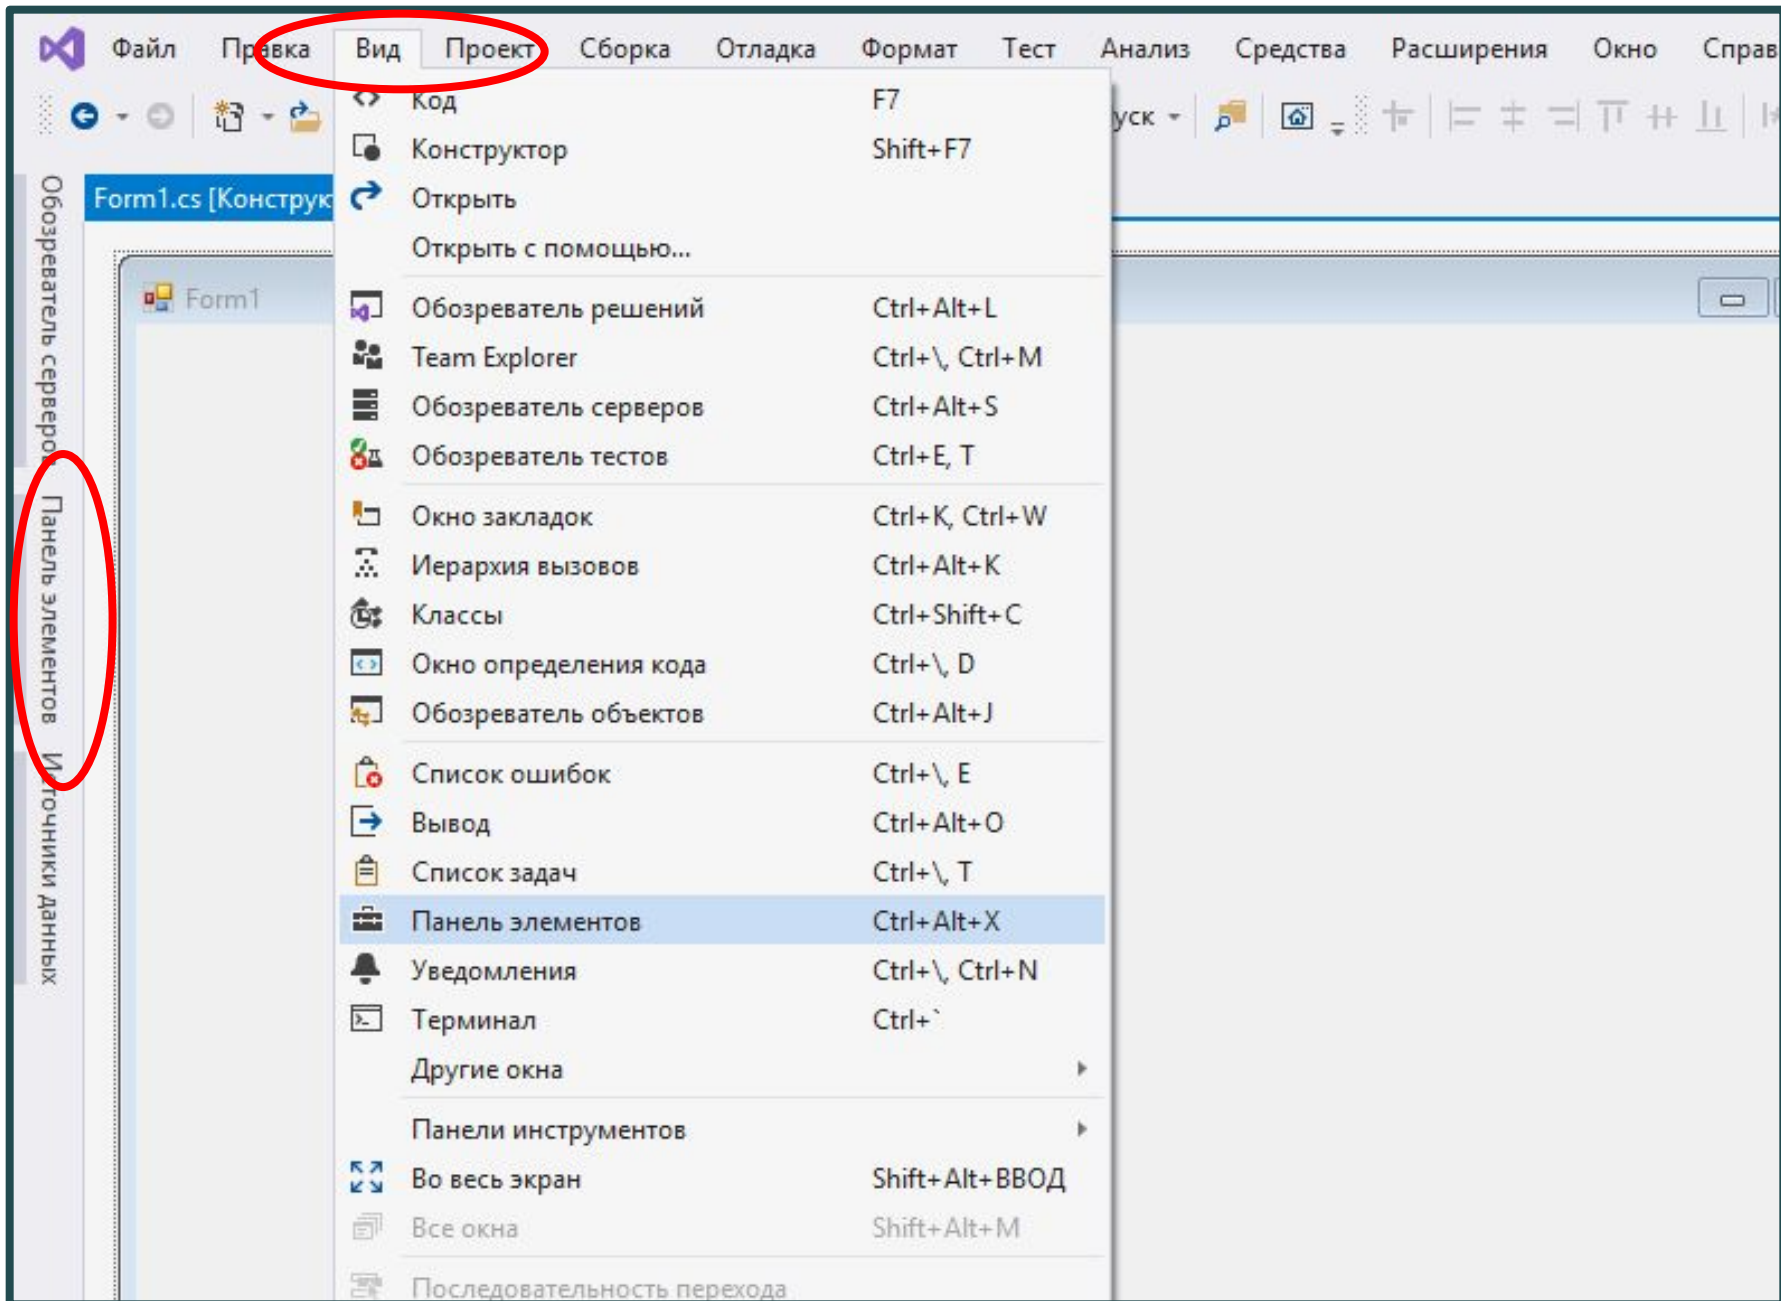 Файл Правка Вид Проект Сборка Отладка Формат Тест Анализ Средства Расширения Окно Справ
уск
Form1.cs [Конструк
Form1
Обозреватель серверов
Панель элементов
Источники данных
Код F7
Конструктор Shift+F7
Открыть
Открыть с помощью...
Обозреватель решений Ctrl+Alt+L
Team Explorer Ctrl+\, Ctrl+M
Обозреватель серверов Ctrl+Alt+S
Обозреватель тестов Ctrl+E, T
Окно закладок Ctrl+K, Ctrl+W
Иерархия вызовов Ctrl+Alt+K
Классы Ctrl+Shift+C
Окно определения кода Ctrl+\, D
Обозреватель объектов Ctrl+Alt+J
Список ошибок Ctrl+\, E
Вывод Ctrl+Alt+O
Список задач Ctrl+\, T
Панель элементов Ctrl+Alt+X
Уведомления Ctrl+\, Ctrl+N
Терминал Ctrl+`
Другие окна
Панели инструментов
Во весь экран Shift+Alt+ВВОД
Все окна Shift+Alt+M
Последовательность перехода